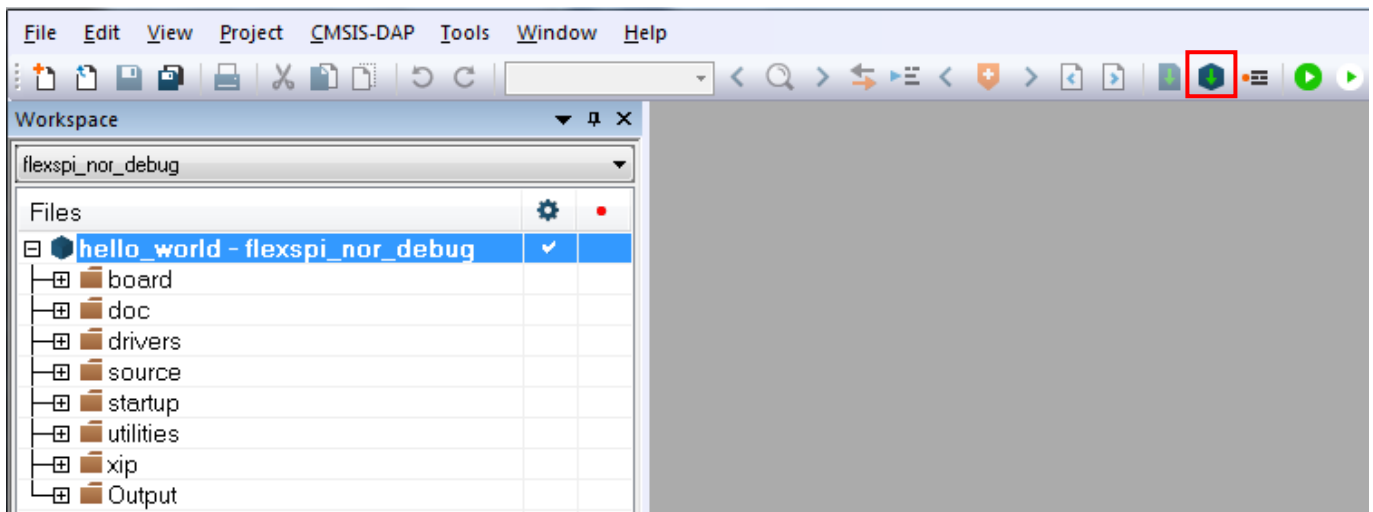 File Edit View Project CMSIS-DAP Tools Window Help
Workspace
flexspi_nor_debug
Files
hello_world - flexspi_nor_debug
board
doc
drivers
source
startup
utilities
xip
Output